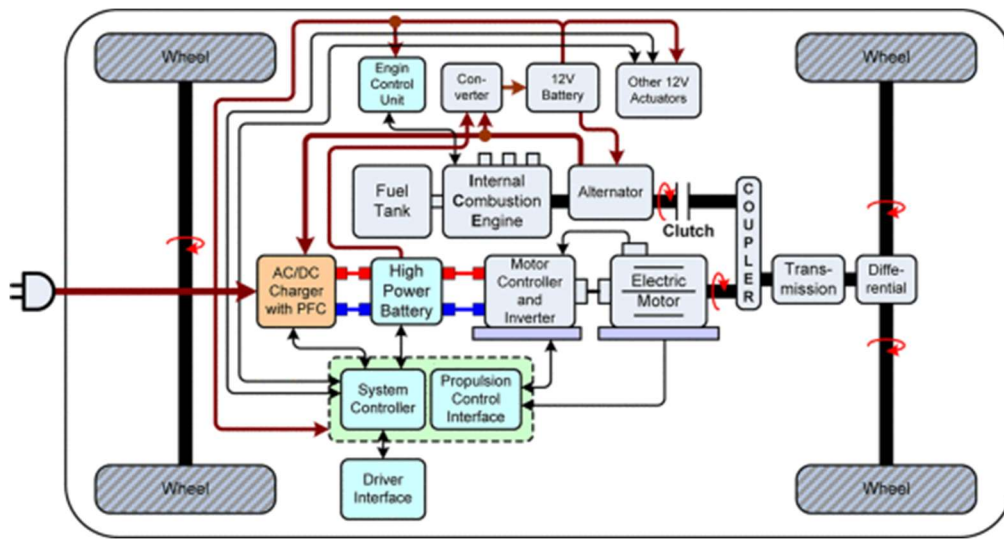 Wheel
Wheel
Engin
Control
Unit
Con-
verter
12V
Battery
Other 12V
Actuators
Fuel
Tank
Internal
Combustion
Engine
Alternator
Clutch
COUPLER
AC/DC
Charger
with PFC
High
Power
Battery
Motor
Controller
and
Inverter
Electric
Motor
Trans-
mission
Diffe-
rential
System
Controller
Propulsion
Control
Interface
Driver
Interface
Wheel
Wheel